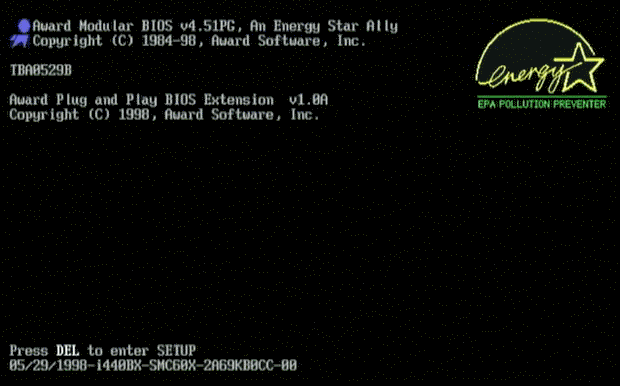 Award Modular BIOS v4.51PG, An Energy Star Ally
Copyright (C) 1984-98, Award Software, Inc.
energy
EPA POLLUTION PREVENTER
TBA0529B
Award Plug and Play BIOS Extension v1.0A
Copyright (C) 1998, Award Software, Inc.
Press DEL to enter SETUP
05/29/1998-i440BX-SMC60X-2A69KB0CC-00